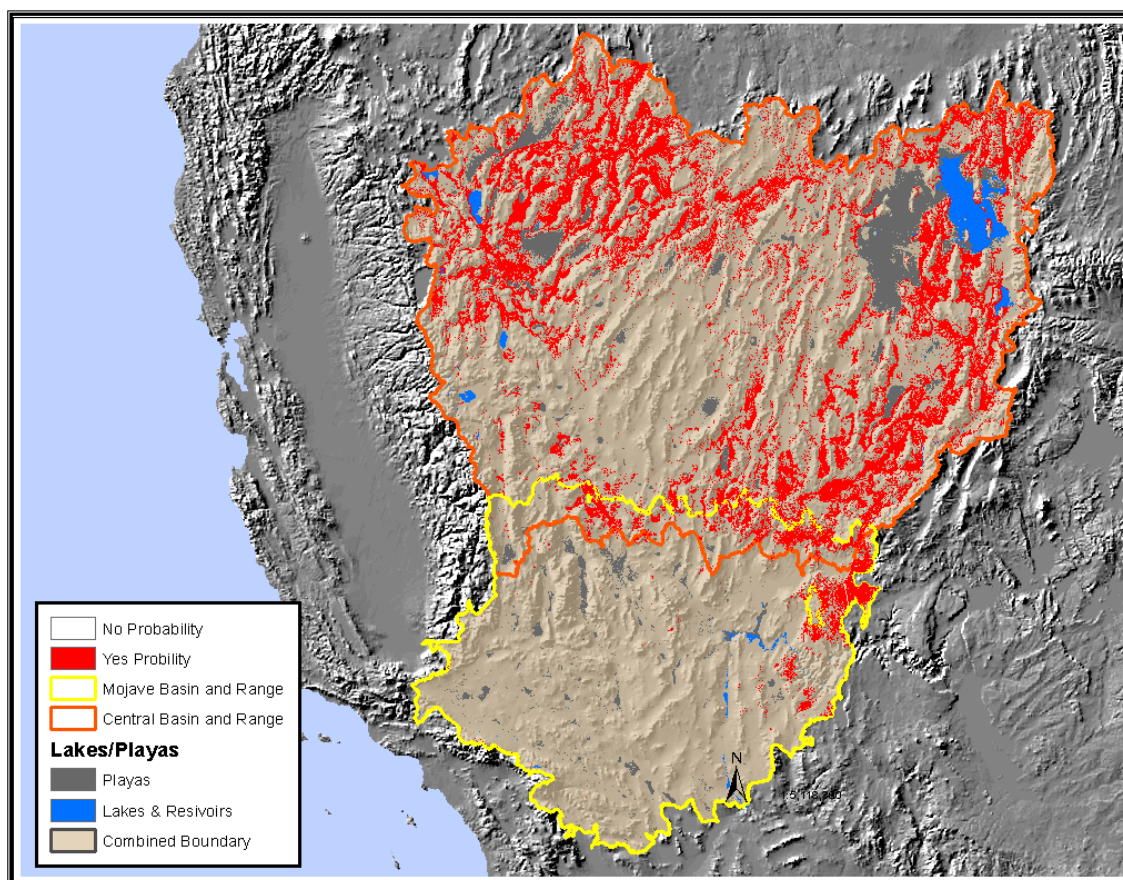 No Probability
Yes Probility
Mojave Basin and Range
Central Basin and Range
Lakes/Playas
Playas
Lakes & Resivoirs
Combined Boundary
N